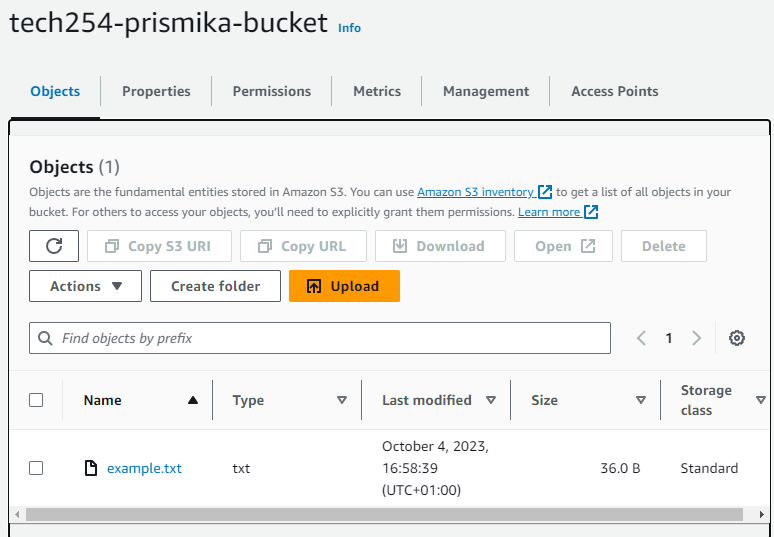 tech254-prismika-bucket Info
Objects Properties Permissions Metrics Management Access Points
Objects (1)
Objects are the fundamental entities stored in Amazon S3. You can use Amazon S3 inventory to get a list of all objects in your
bucket. For others to access your objects, you'll need to explicitly grant them permissions. Learn more
Copy S3 URI Copy URL Download Open Delete
Actions Create folder Upload
Find objects by prefix 1
Name Type Last modified Size Storage
class
October 4, 2023,
example.txt txt 16:58:39 36.0 B Standard
(UTC+01:00)